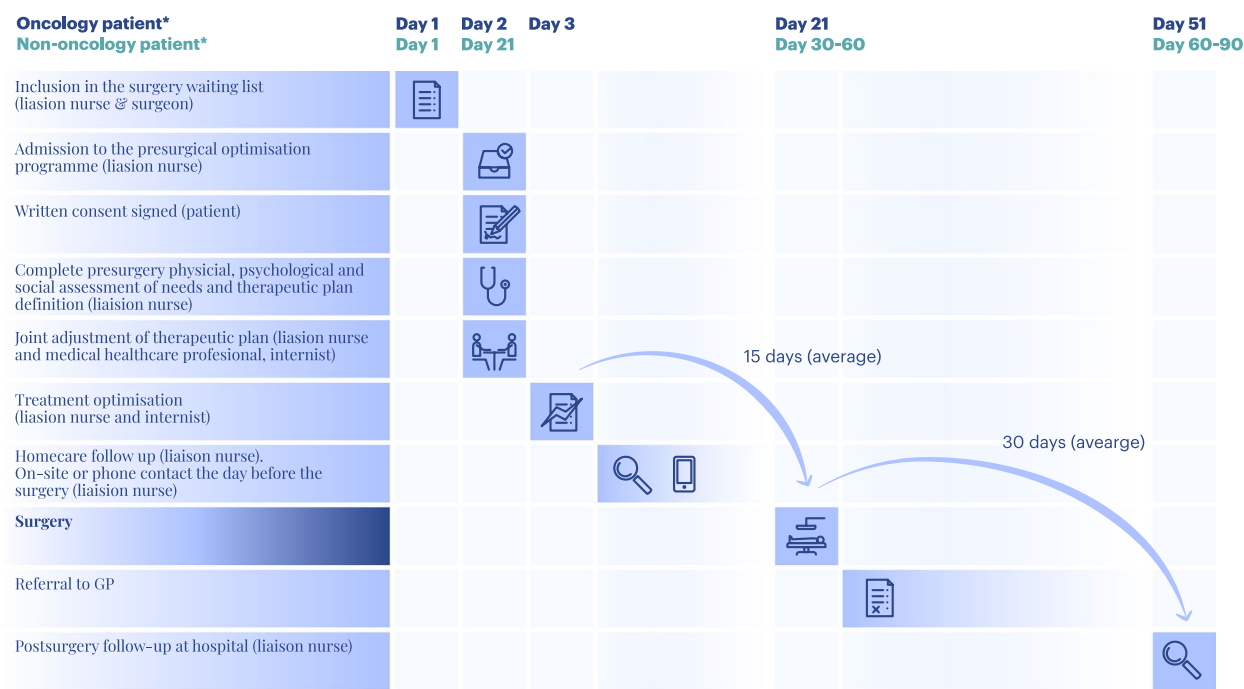 Oncology patient* Day 1 Day 2 Day 3 Day 21 Day 51
Non-oncology patient* Day 1 Day 21 Day 30-60 Day 60-90
Inclusion in the surgery waiting list
(liasion nurse & surgeon)
Admission to the presurgical optimisation
programme (liasion nurse)
Written consent signed (patient)
Complete presurgery physicial, psychological and
social assessment of needs and therapeutic plan
definition (liaision nurse)
Joint adjustment of therapeutic plan (liasion nurse
and medical healthcare profesional, internist)
15 days (average)
Treatment optimisation
(liasion nurse and internist)
30 days (avearge)
Homecare follow up (liaison nurse).
On-site or phone contact the day before the
surgery (liaision nurse)
Surgery
Referral to GP
Postsurgery follow-up at hospital (liaison nurse)